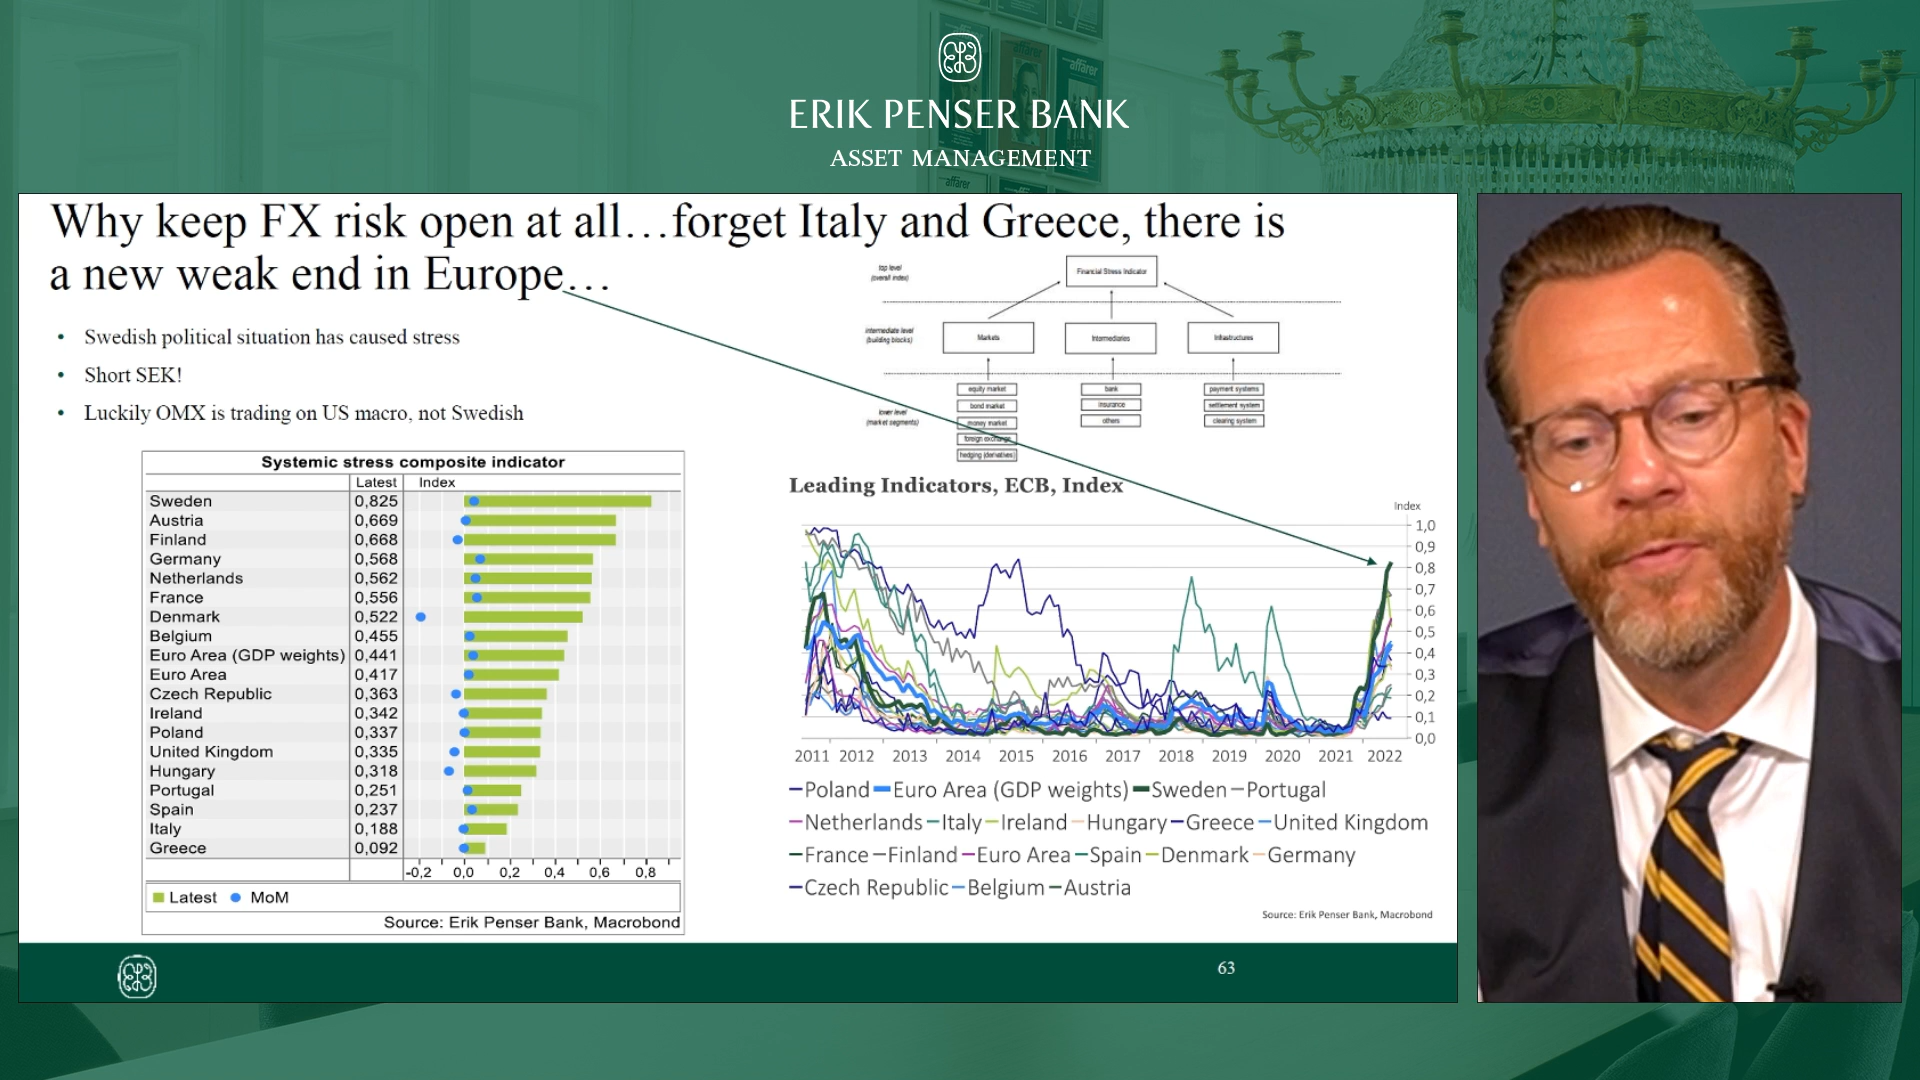 affärer
affärer
affärer
ERIK PENSER BANK
ASSET MANAGEMENT
Why keep FX risk open at all…forget Italy and Greece, there is
a new weak end in Europe…
• Swedish political situation has caused stress
• Short SEK!
• Luckily OMX is trading on US macro, not Swedish
top level
(overall index)
Financial Stress Indicator
intermediate level
(building blocks)
Markets
Intermediaries
Infrastructures
lower level
(market segments)
equity market
bond market
money market
foreign exchange
hedging (derivatives)
bank
insurance
others
payment systems
settlement system
clearing system
Systemic stress composite indicator
Latest Index
Sweden 0,825
Austria 0,669
Finland 0,668
Germany 0,568
Netherlands 0,562
France 0,556
Denmark 0,522
Belgium 0,455
Euro Area (GDP weights) 0,441
Euro Area 0,417
Czech Republic 0,363
Ireland 0,342
Poland 0,337
United Kingdom 0,335
Hungary 0,318
Portugal 0,251
Spain 0,237
Italy 0,188
Greece 0,092
-0,2 0,0 0,2 0,4 0,6 0,8
Latest MoM
Source: Erik Penser Bank, Macrobond
Leading Indicators, ECB, Index
Index
1,0
0,9
0,8
0,7
0,6
0,5
0,4
0,3
0,2
0,1
0,0
2011 2012 2013 2014 2015 2016 2017 2018 2019 2020 2021 2022
Poland Euro Area (GDP weights) Sweden Portugal
Netherlands Italy Ireland Hungary Greece United Kingdom
France Finland Euro Area Spain Denmark Germany
Czech Republic Belgium Austria
Source: Erik Penser Bank, Macrobond
63